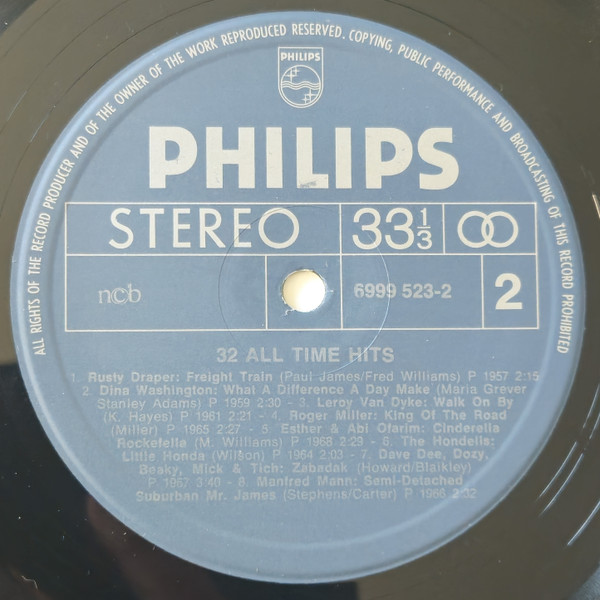 ALL RIGHTS OF THE RECORD PRODUCER AND OF THE OWNER OF THE WORK REPRODUCED RESERVED. COPYING, PUBLIC PERFORMANCE AND BROADCASTING OF THIS RECORD PROHIBITED
PHILIPS
PHILIPS
STEREO 33 1/3
ncb 6999 523-2 2
32 ALL TIME HITS
1. Rusty Draper: Freight Train (Paul James/Fred Williams) P 1957 2:15
2. Dina Washington: What A Difference A Day Make (Maria Grever
Stanley Adams) P 1959 2:30 - 3. Leroy Van Dyke: Walk On By
(K. Hayes) P 1961 2:21 - 4. Roger Miller: King Of The Road
(Miller) P 1965 2:27 - 5. Esther & Abi Ofarim: Cinderella
Rockefella (M. Williams) P 1968 2:29 - 6. The Hondells:
Little Honda (Wilson) P 1964 2:03 - 7. Dave Dee, Dozy,
Beaky, Mick & Tich: Zabadak (Howard/Blaikley)
P 1967 3:40 - 8. Manfred Mann: Semi-Detached
Suburban Mr. James (Stephens/Carter) P 1966 2:32